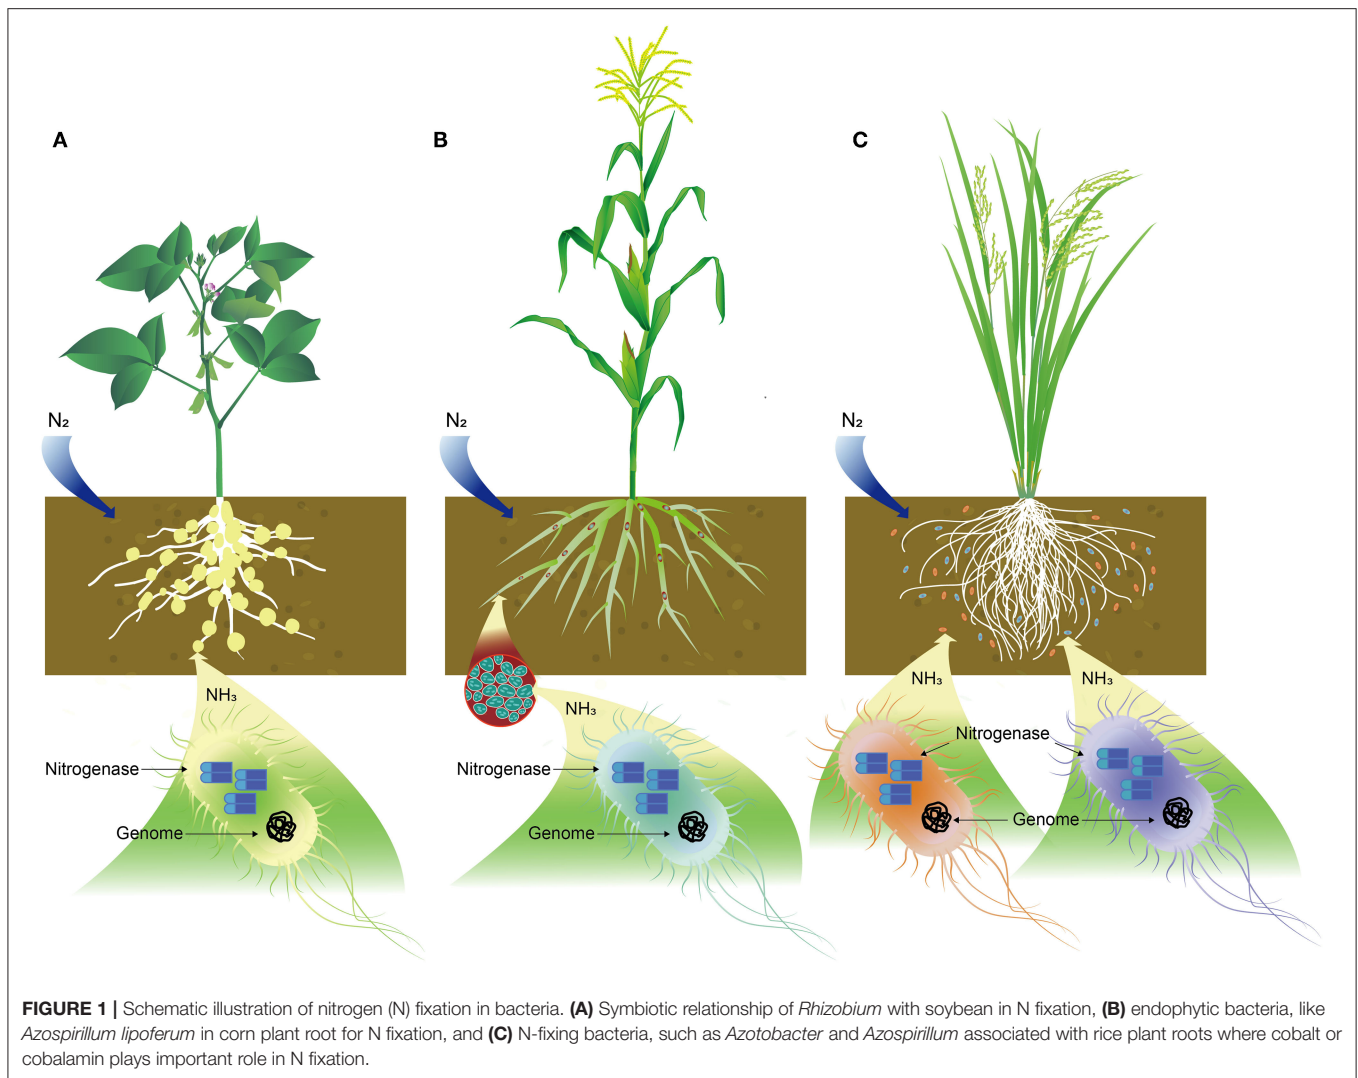 A
B
C
N₂
N₂
N₂
NH₃
NH₃
NH₃
NH₃
Nitrogenase
Nitrogenase
Nitrogenase
Genome
Genome
Genome
FIGURE 1 | Schematic illustration of nitrogen (N) fixation in bacteria. (A) Symbiotic relationship of Rhizobium with soybean in N fixation, (B) endophytic bacteria, like
Azospirillum lipoferum in corn plant root for N fixation, and (C) N-fixing bacteria, such as Azotobacter and Azospirillum associated with rice plant roots where cobalt or
cobalamin plays important role in N fixation.